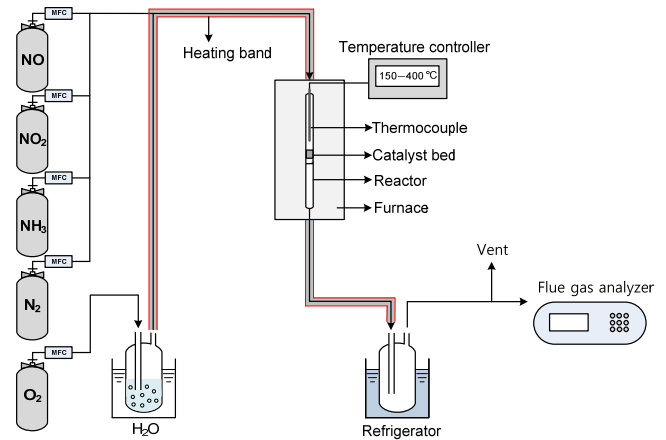 MFC
NO
Heating band
Temperature controller
150–400 ℃
MFC
NO2
Thermocouple
Catalyst bed
Reactor
Furnace
MFC
NH3
MFC
N2
Vent
Flue gas analyzer
MFC
O2
H2O
Refrigerator